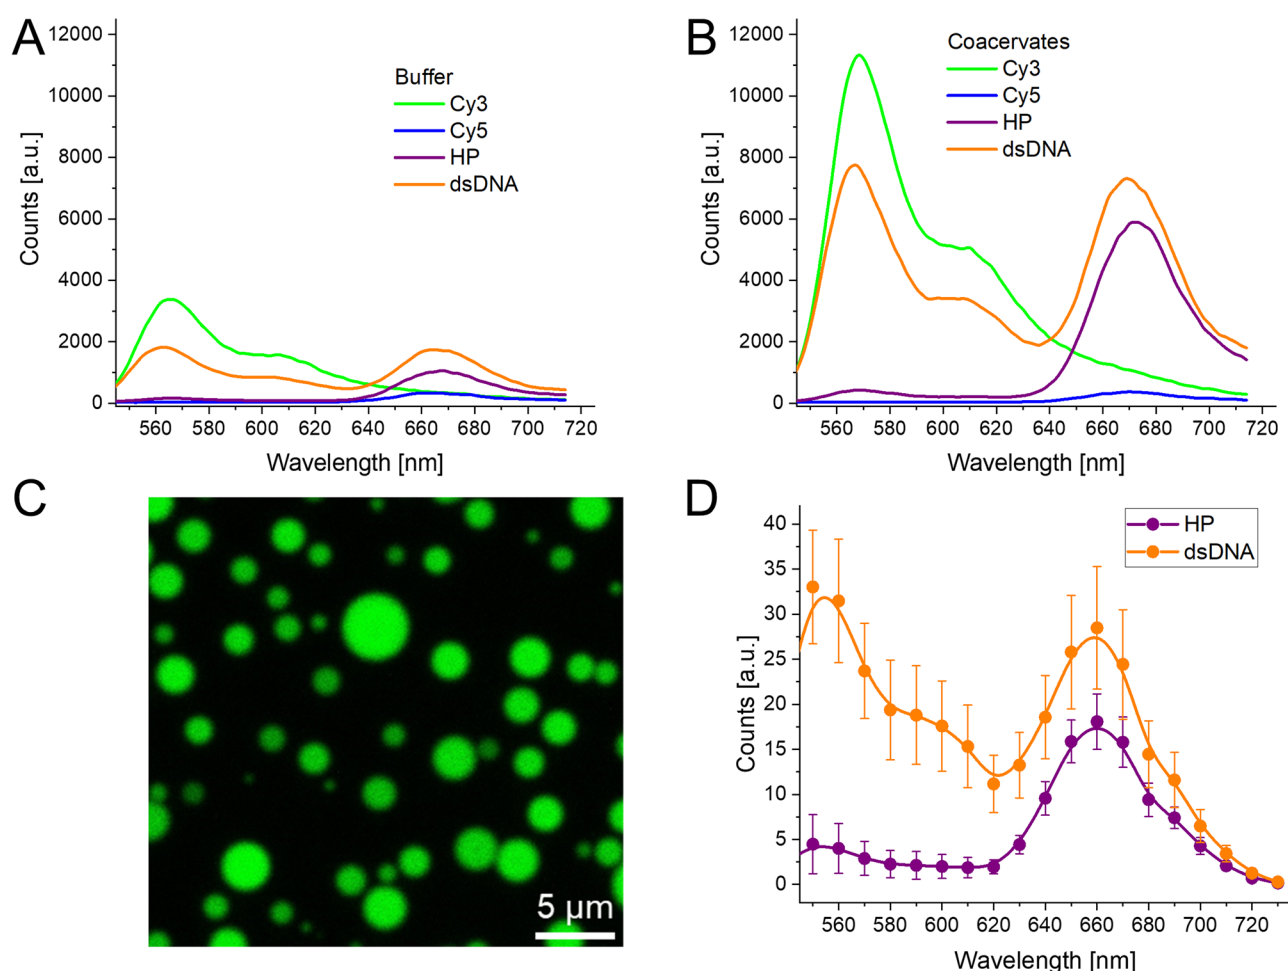 A
Counts [a.u.]
12000
10000
8000
6000
4000
2000
0
Buffer
Cy3
Cy5
HP
dsDNA
560 580 600 620 640 660 680 700 720
Wavelength [nm]
B
Counts [a.u.]
12000
10000
8000
6000
4000
2000
0
Coacervates
Cy3
Cy5
HP
dsDNA
560 580 600 620 640 660 680 700 720
Wavelength [nm]
C
5 µm
D
Counts [a.u.]
40
35
30
25
20
15
10
5
0
HP
dsDNA
560 580 600 620 640 660 680 700 720
Wavelength [nm]